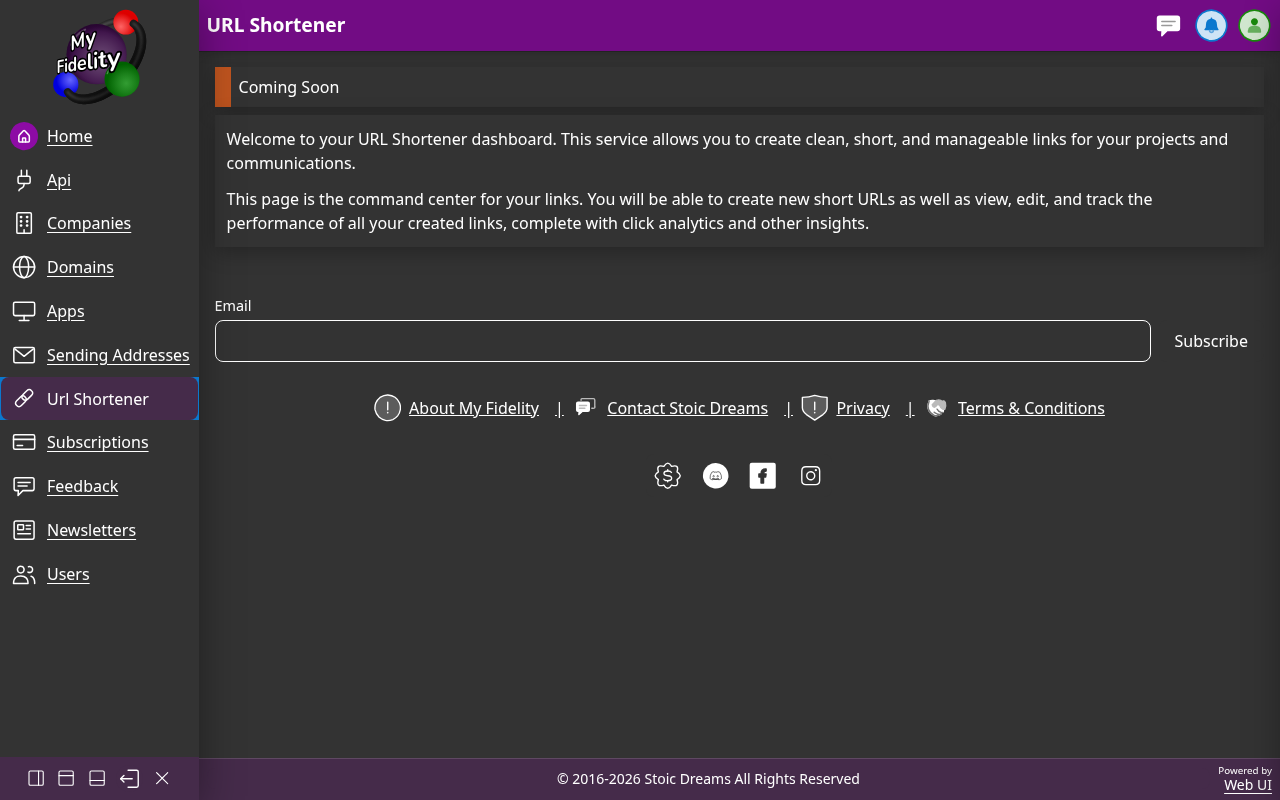 My
Fidelity
Home
Api
Companies
Domains
Apps
Sending Addresses
Url Shortener
Subscriptions
Feedback
Newsletters
Users
URL Shortener
Coming Soon
Welcome to your URL Shortener dashboard. This service allows you to create clean, short, and manageable links for your projects and
communications.
This page is the command center for your links. You will be able to create new short URLs as well as view, edit, and track the
performance of all your created links, complete with click analytics and other insights.
Email
Subscribe
About My Fidelity | Contact Stoic Dreams | Privacy | Terms & Conditions
© 2016-2026 Stoic Dreams All Rights Reserved
Powered by
Web UI